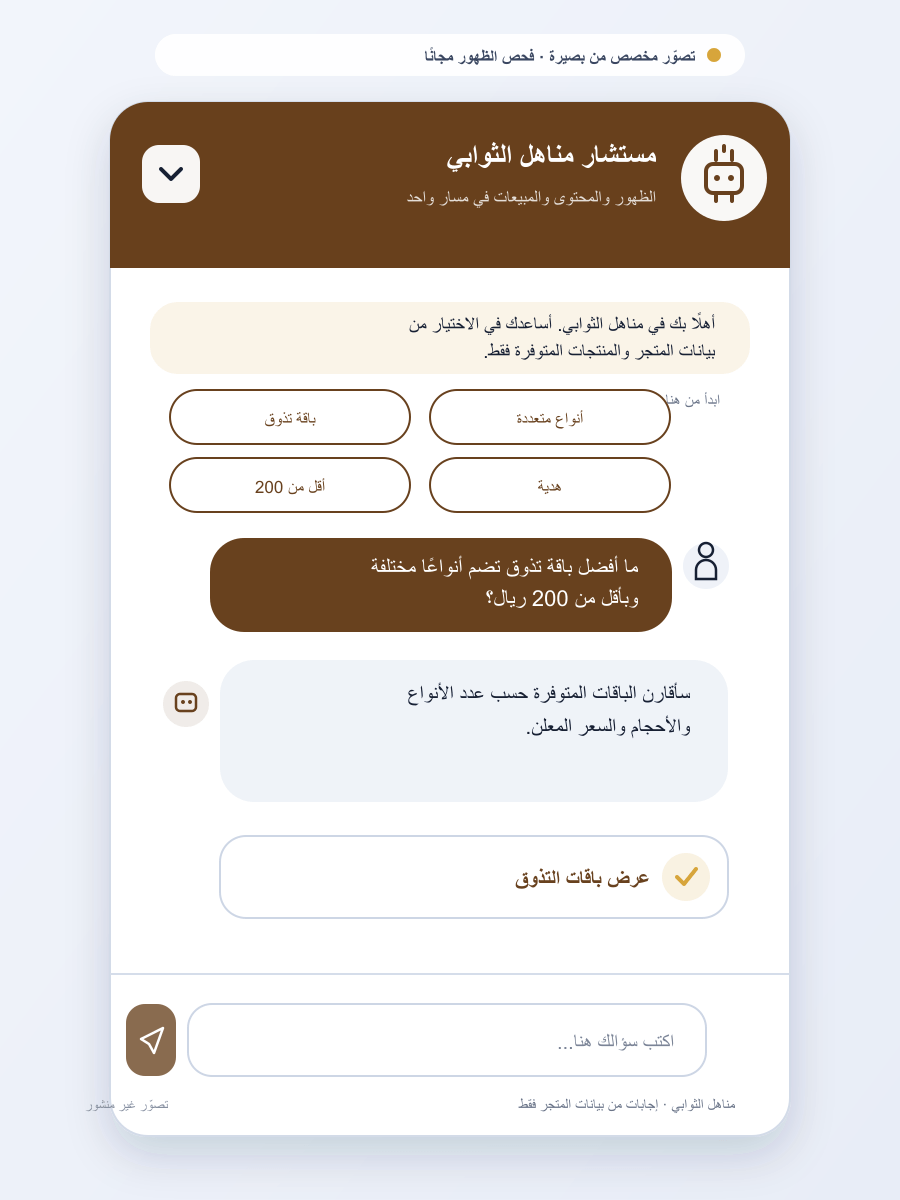 تصوّر مخصص من بصيرة · فحص الظهور مجانًا
مستشار مناهل الثوابي
الظهور والمحتوى والمبيعات في مسار واحد
أهلًا بك في مناهل الثوابي. أساعدك في الاختيار من
بيانات المتجر والمنتجات المتوفرة فقط.
ابدأ من هنا
أنواع متعددة
باقة تذوق
هدية
أقل من 200
ما أفضل باقة تذوق تضم أنواعًا مختلفة
وبأقل من 200 ريال؟
سأقارن الباقات المتوفرة حسب عدد الأنواع
والأحجام والسعر المعلن.
عرض باقات التذوق
اكتب سؤالك هنا...
مناهل الثوابي · إجابات من بيانات المتجر فقط
تصوّر غير منشور